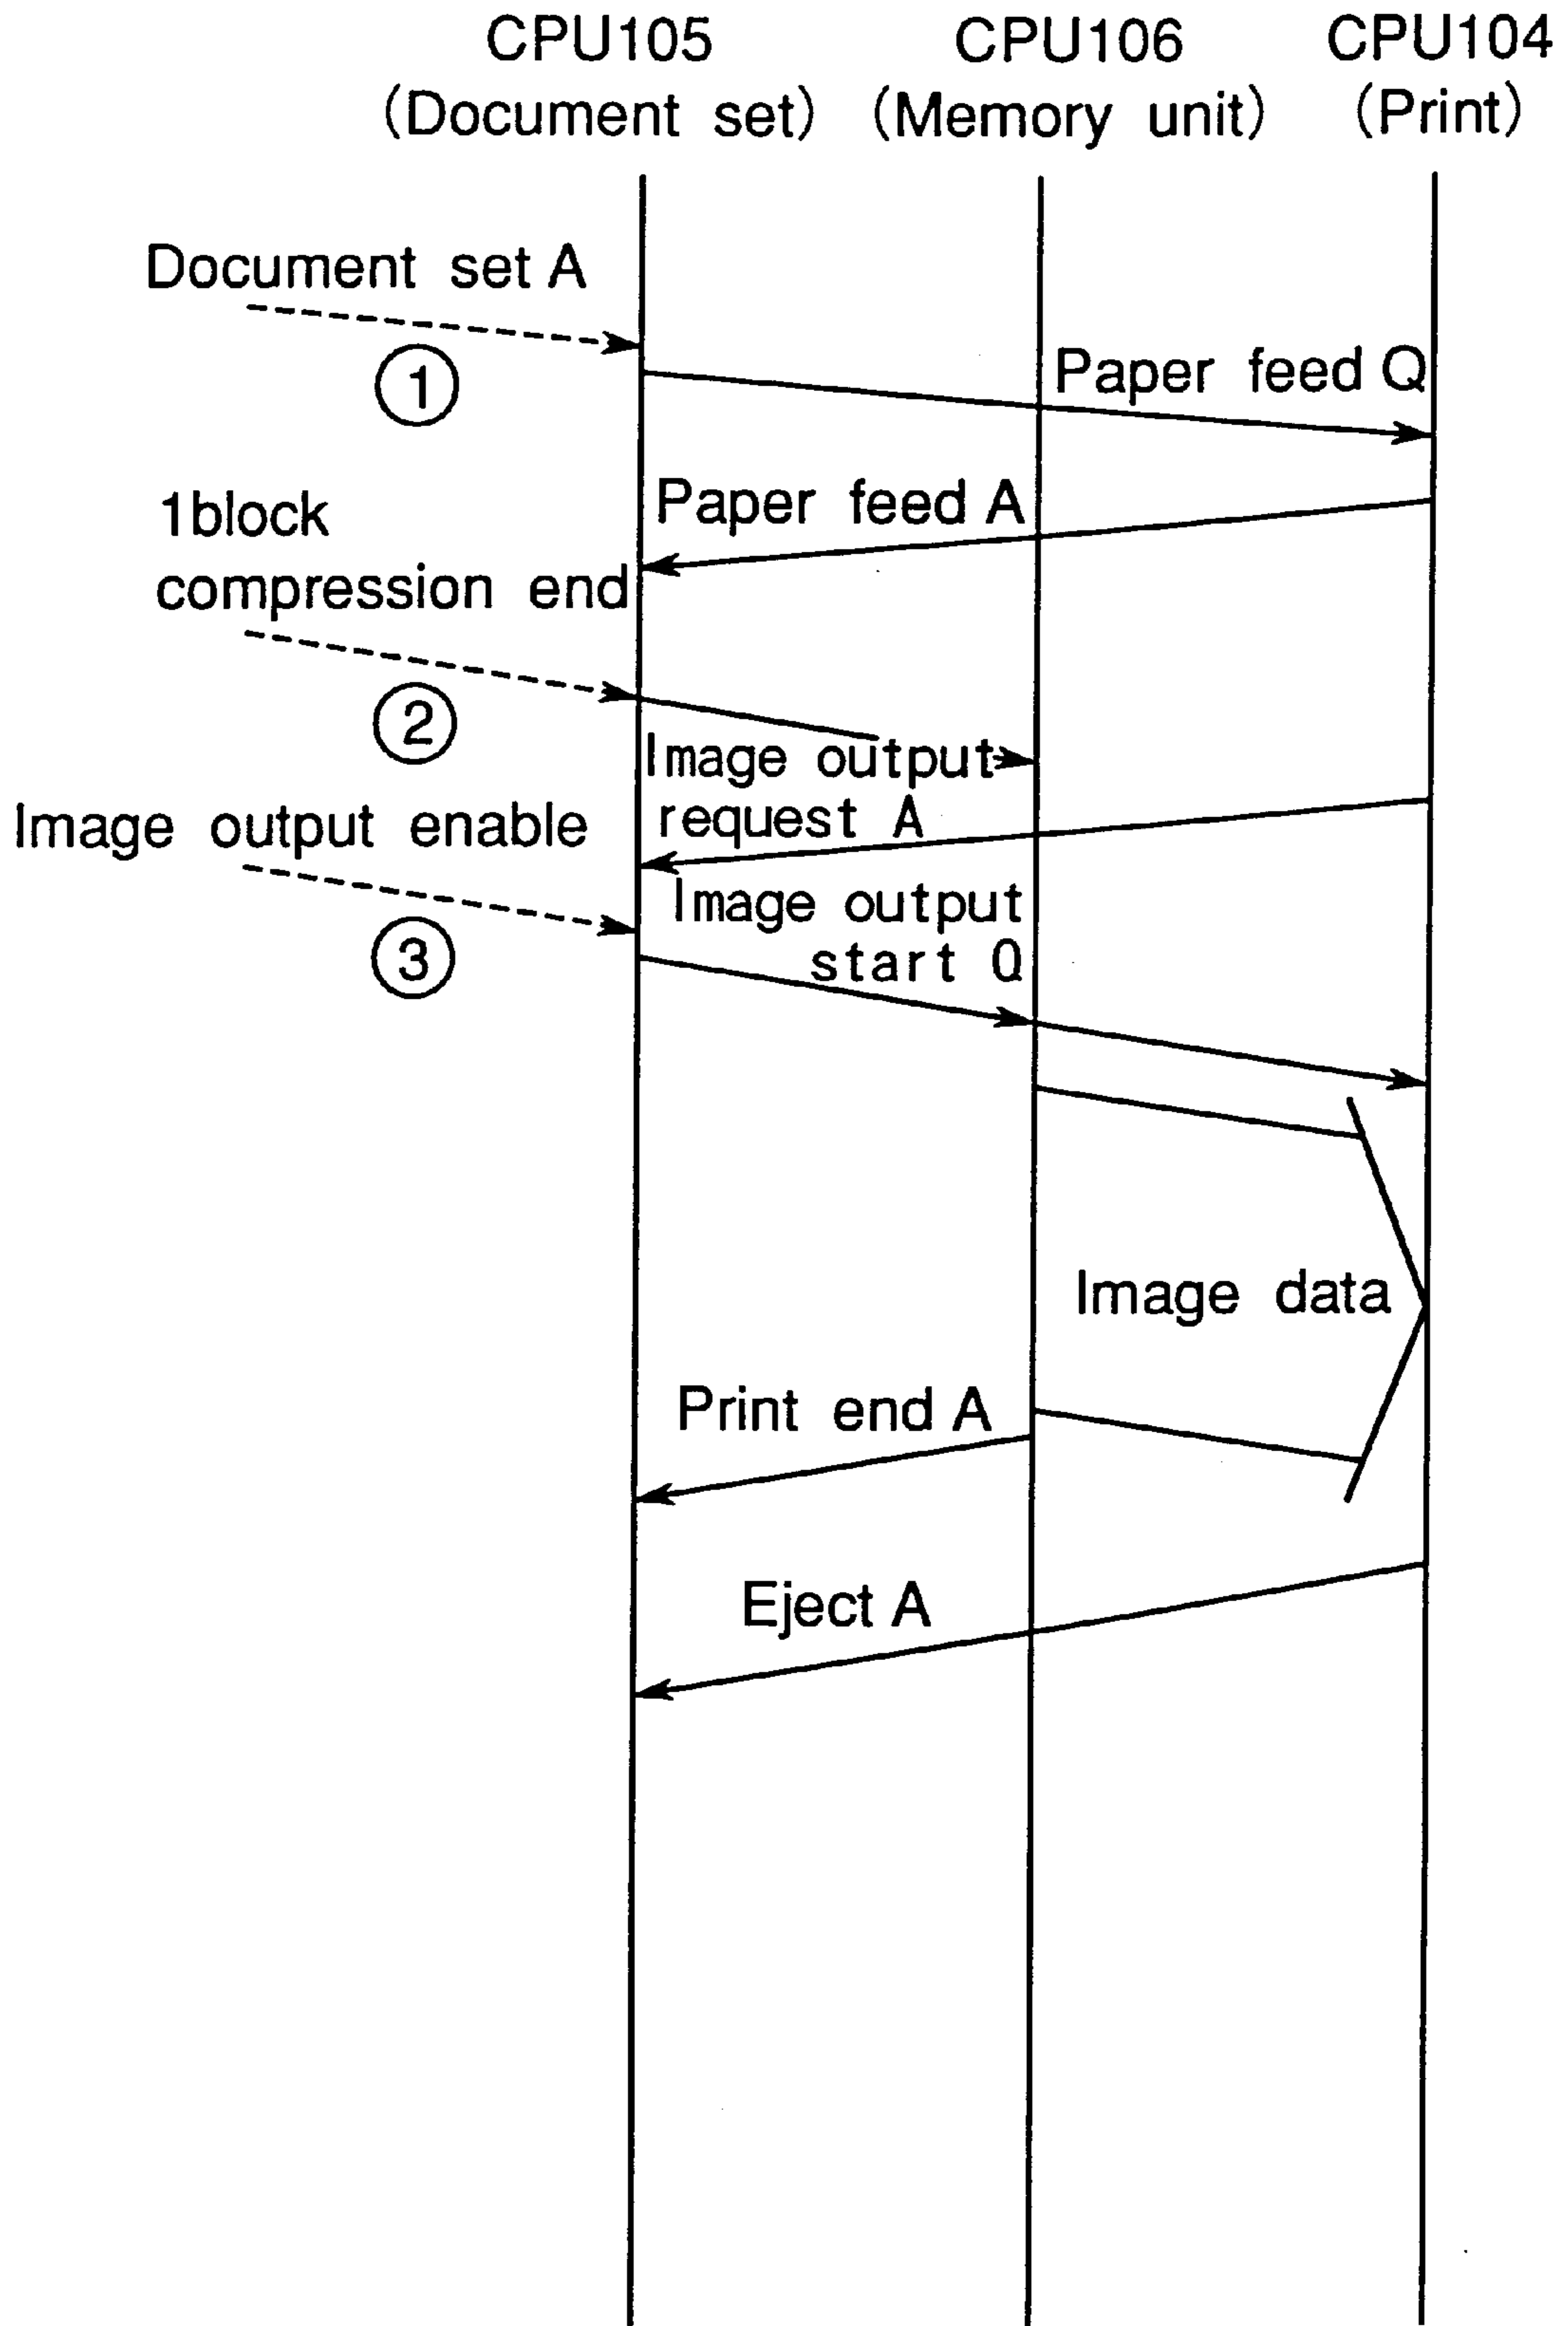 CPU105 CPU106 CPU104
(Document set) (Memory unit) (Print)
Document set A
1
Paper feed Q
Paper feed A
1block
compression end
2
Image output
request A
Image output enable
Image output
start Q
3
Image data
Print end A
Eject A